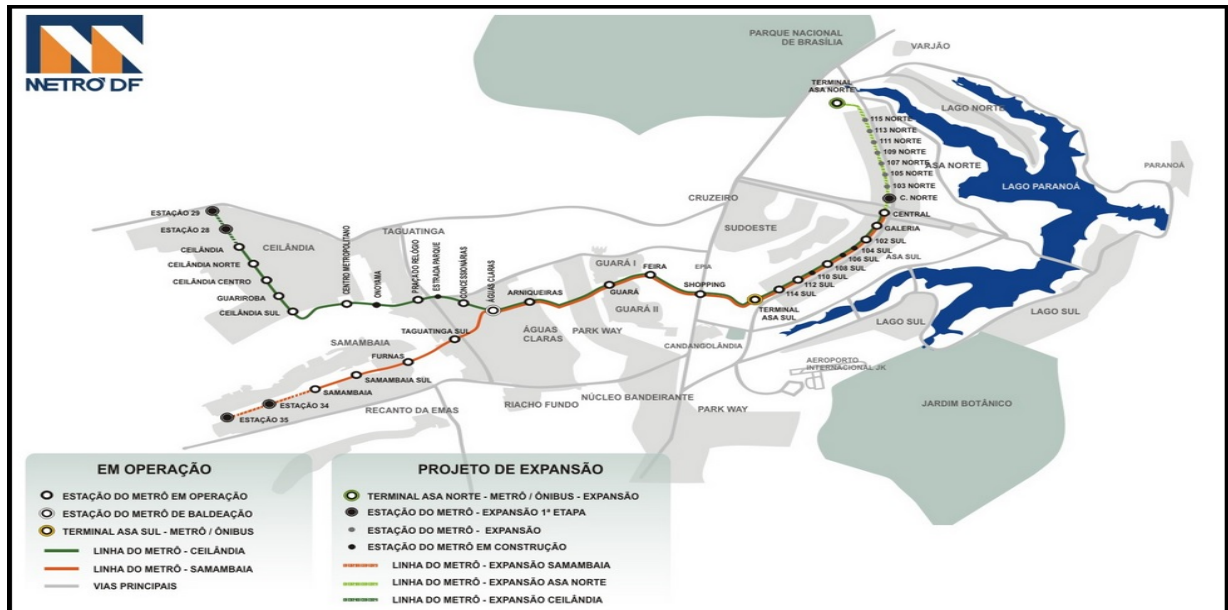 METRÔ DF
PARQUE NACIONAL
DE BRASÍLIA
VARJÃO
TERMINAL
ASA NORTE
LAGO NORTE
115 NORTE
113 NORTE
111 NORTE
109 NORTE
107 NORTE
105 NORTE
103 NORTE
C. NORTE
ASA NORTE
PARANOÁ
LAGO PARANOÁ
CRUZEIRO
SUDOESTE
CENTRAL
GALERIA
102 SUL
104 SUL
106 SUL
108 SUL
110 SUL
112 SUL
114 SUL
ASA SUL
TERMINAL
ASA SUL
ESTAÇÃO 29
ESTAÇÃO 28
CEILÂNDIA
CEILÂNDIA
CEILÂNDIA NORTE
CEILÂNDIA CENTRO
GUARIROBA
CEILÂNDIA SUL
TAGUATINGA
CENTRO METROPOLITANO
ONOYAMA
PRAÇA DO RELÓGIO
ESTRADA PARQUE
CONCESSIONÁRIAS
ÁGUAS CLARAS
ARNIQUEIRAS
GUARÁ I
GUARÁ
FEIRA
EPIA
SHOPPING
GUARÁ II
PARK WAY
ÁGUAS
CLARAS
CANDANGOLÂNDIA
LAGO SUL
LAGO SUL
AEROPORTO
INTERNACIONAL JK
JARDIM BOTÂNICO
TAGUATINGA SUL
SAMAMBAIA
FURNAS
SAMAMBAIA SUL
SAMAMBAIA
ESTAÇÃO 34
ESTAÇÃO 35
RECANTO DA EMAS
RIACHO FUNDO
NÚCLEO BANDEIRANTE
PARK WAY
EM OPERAÇÃO
ESTAÇÃO DO METRÔ EM OPERAÇÃO
ESTAÇÃO DO METRÔ DE BALDEAÇÃO
TERMINAL ASA SUL - METRÔ / ÔNIBUS
LINHA DO METRÔ - CEILÂNDIA
LINHA DO METRÔ - SAMAMBAIA
VIAS PRINCIPAIS
PROJETO DE EXPANSÃO
TERMINAL ASA NORTE - METRÔ / ÔNIBUS - EXPANSÃO
ESTAÇÃO DO METRÔ - EXPANSÃO 1ª ETAPA
ESTAÇÃO DO METRÔ - EXPANSÃO
ESTAÇÃO DO METRÔ EM CONSTRUÇÃO
LINHA DO METRÔ - EXPANSÃO SAMAMBAIA
LINHA DO METRÔ - EXPANSÃO ASA NORTE
LINHA DO METRÔ - EXPANSÃO CEILÂNDIA